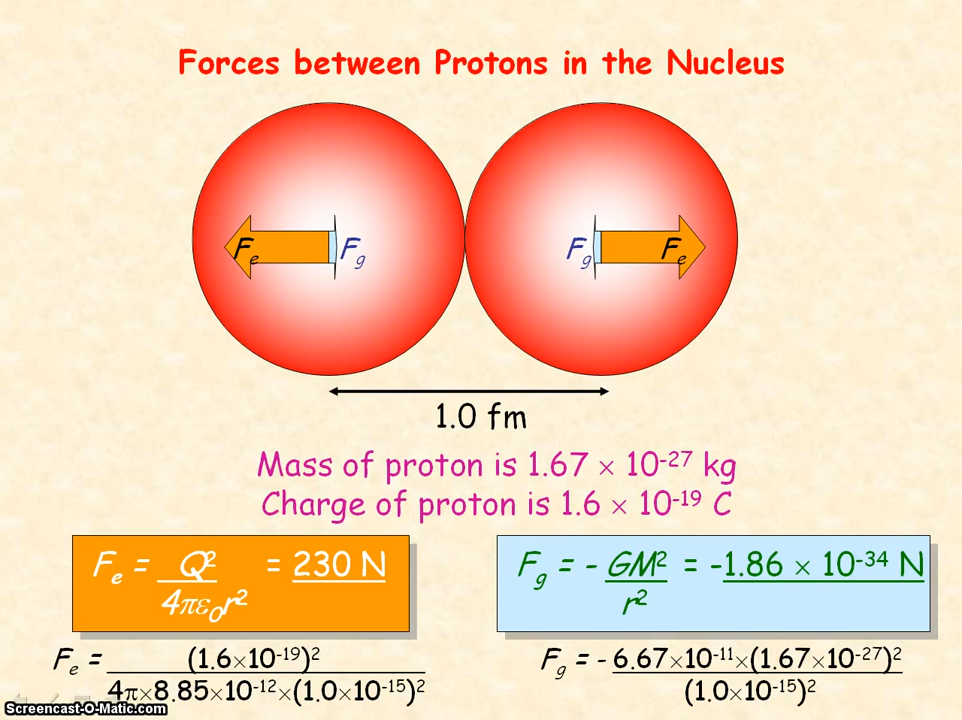 Forces between Protons in the Nucleus
Fₑ F𝑔 F𝑔 Fₑ
1.0 fm
Mass of proton is 1.67 × 10⁻²⁷ kg
Charge of proton is 1.6 × 10⁻¹⁹ C
Fₑ = Q² = 230 N
4πε₀r²
F𝑔 = - GM² = -1.86 × 10⁻³⁴ N
r²
Fₑ = (1.6×10⁻¹⁹)²
4π×8.85×10⁻¹²×(1.0×10⁻¹⁵)²
F𝑔 = - 6.67×10⁻¹¹×(1.67×10⁻²⁷)²
(1.0×10⁻¹⁵)²
Screencast-O-Matic.com